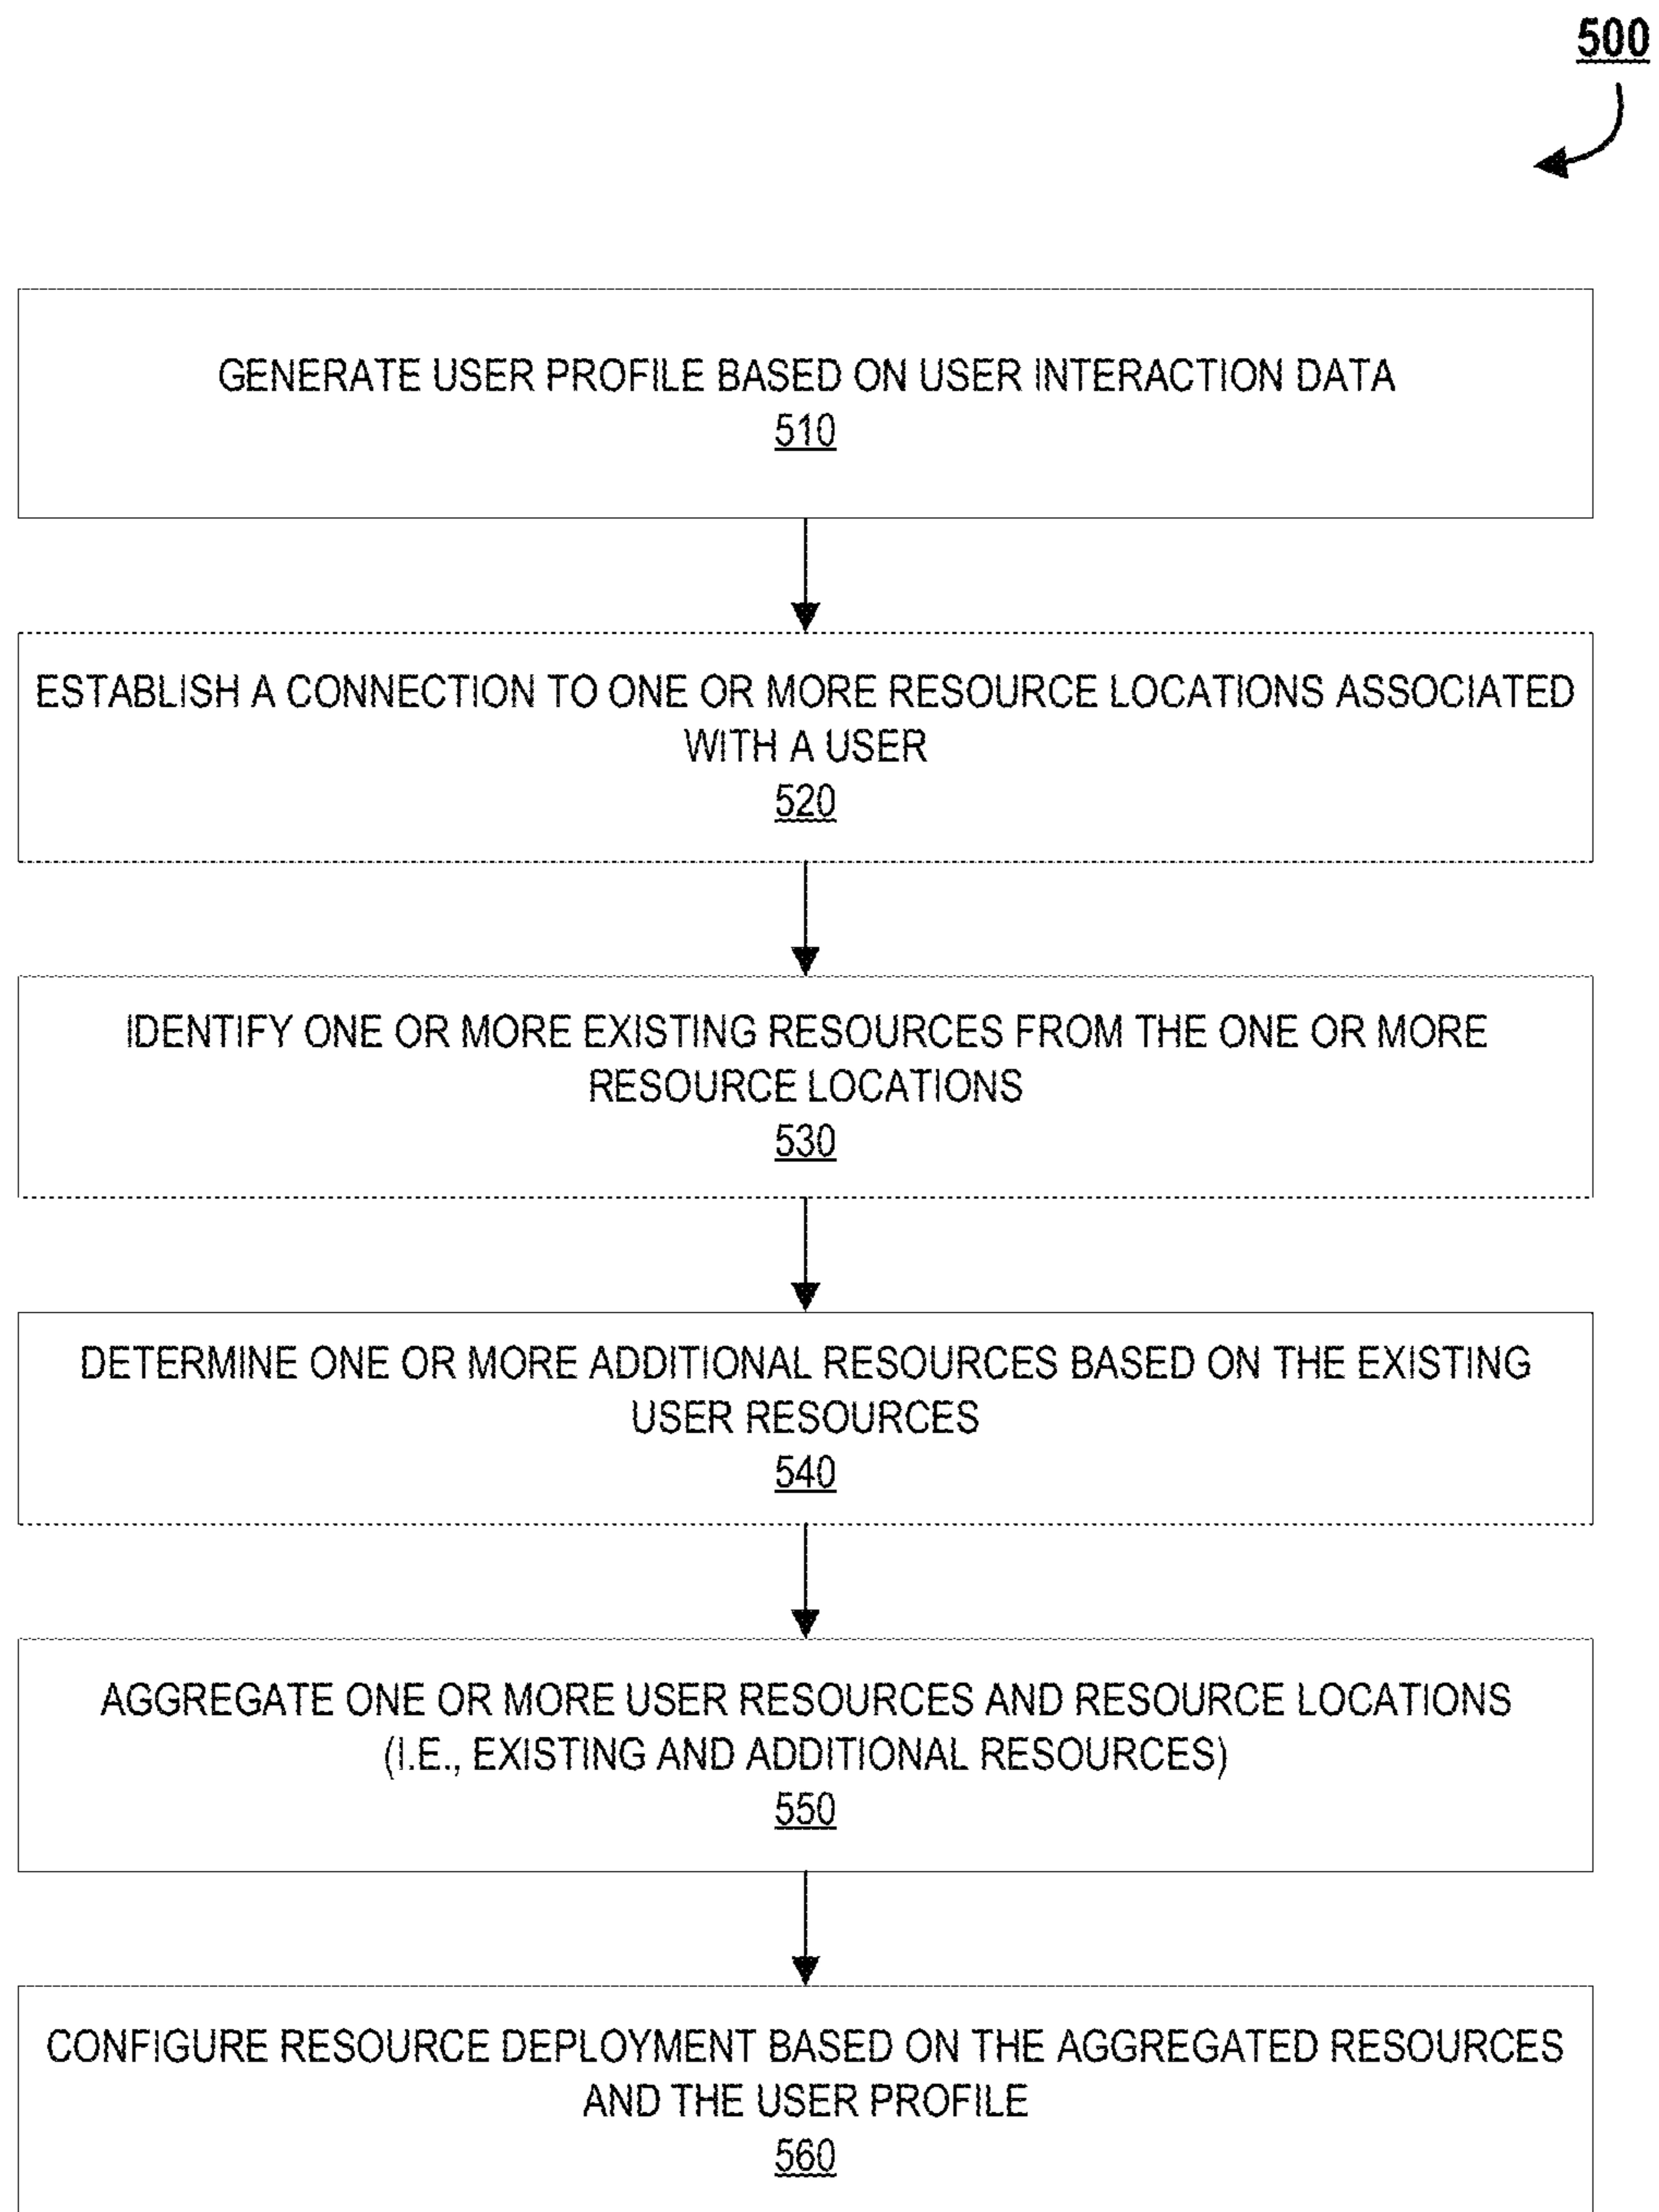 500
GENERATE USER PROFILE BASED ON USER INTERACTION DATA
510
ESTABLISH A CONNECTION TO ONE OR MORE RESOURCE LOCATIONS ASSOCIATED
WITH A USER
520
IDENTIFY ONE OR MORE EXISTING RESOURCES FROM THE ONE OR MORE
RESOURCE LOCATIONS
530
DETERMINE ONE OR MORE ADDITIONAL RESOURCES BASED ON THE EXISTING
USER RESOURCES
540
AGGREGATE ONE OR MORE USER RESOURCES AND RESOURCE LOCATIONS
(I.E., EXISTING AND ADDITIONAL RESOURCES)
550
CONFIGURE RESOURCE DEPLOYMENT BASED ON THE AGGREGATED RESOURCES
AND THE USER PROFILE
560